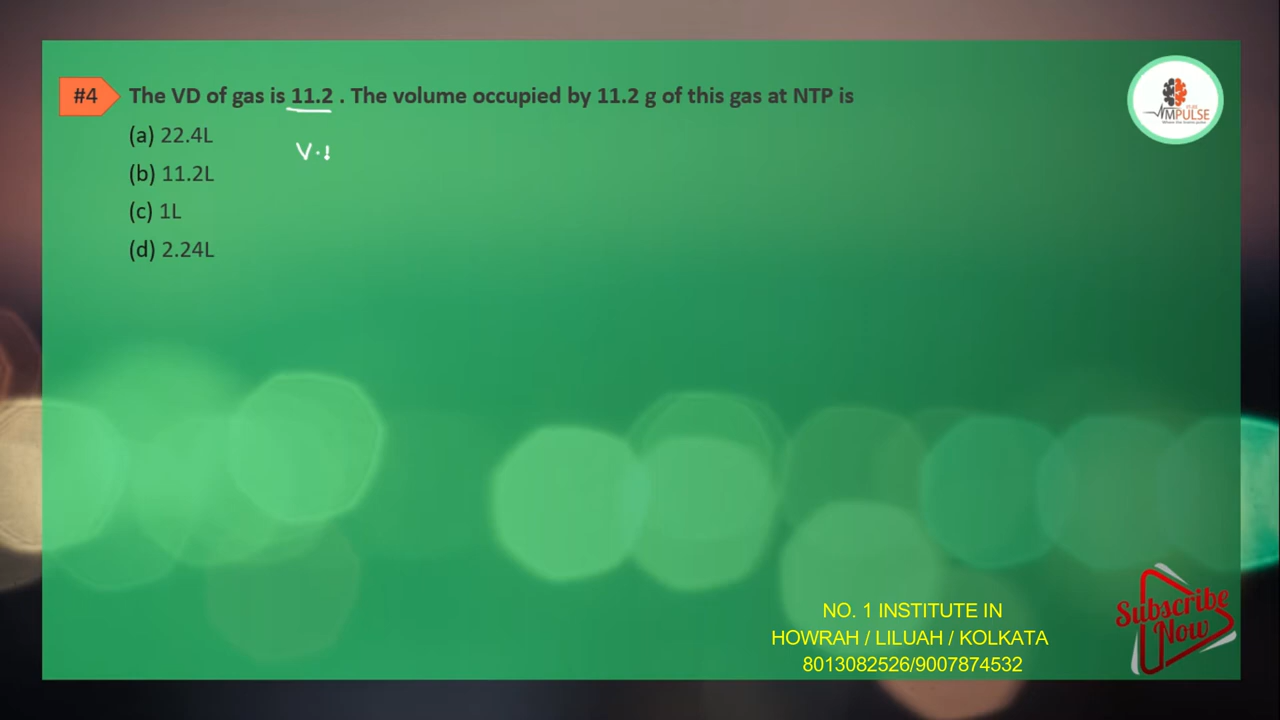 #4 The VD of gas is 11.2 . The volume occupied by 11.2 g of this gas at NTP is
(a) 22.4L
V.
(b) 11.2L
(c) 1L
(d) 2.24L
IMPULSE
NO. 1 INSTITUTE IN
HOWRAH / LILUAH / KOLKATA
8013082526/9007874532
Subscribe
Now